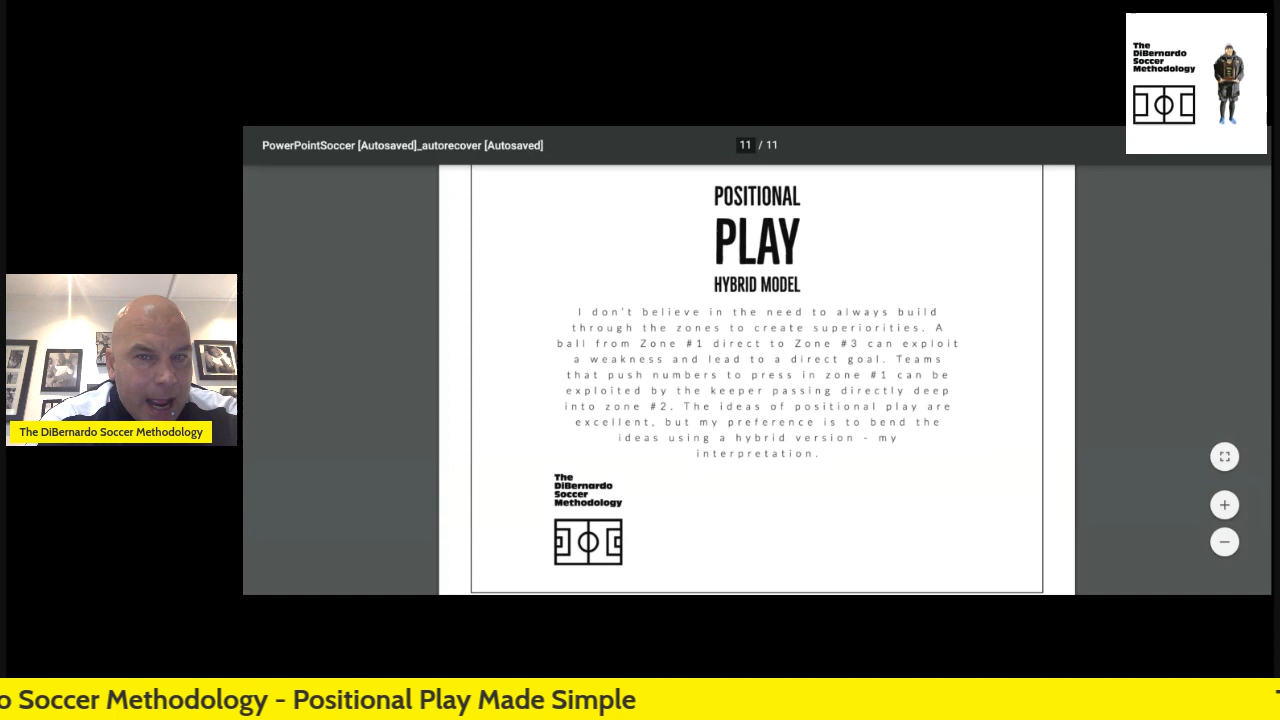 The
DiBernardo
Soccer
Methodology
PowerPointSoccer [Autosaved]_autorecover [Autosaved]
11 / 11
POSITIONAL
PLAY
HYBRID MODEL
I don't believe in the need to always build
through the zones to create superiorities. A
ball from Zone #1 direct to Zone #3 can exploit
a weakness and lead to a direct goal. Teams
that push numbers to press in zone #1 can be
exploited by the keeper passing directly deep
into zone #2. The ideas of positional play are
excellent, but my preference is to bend the
ideas using a hybrid version - my
interpretation.
The
DiBernardo
Soccer
Methodology
The DiBernardo Soccer Methodology
o Soccer Methodology - Positional Play Made Simple